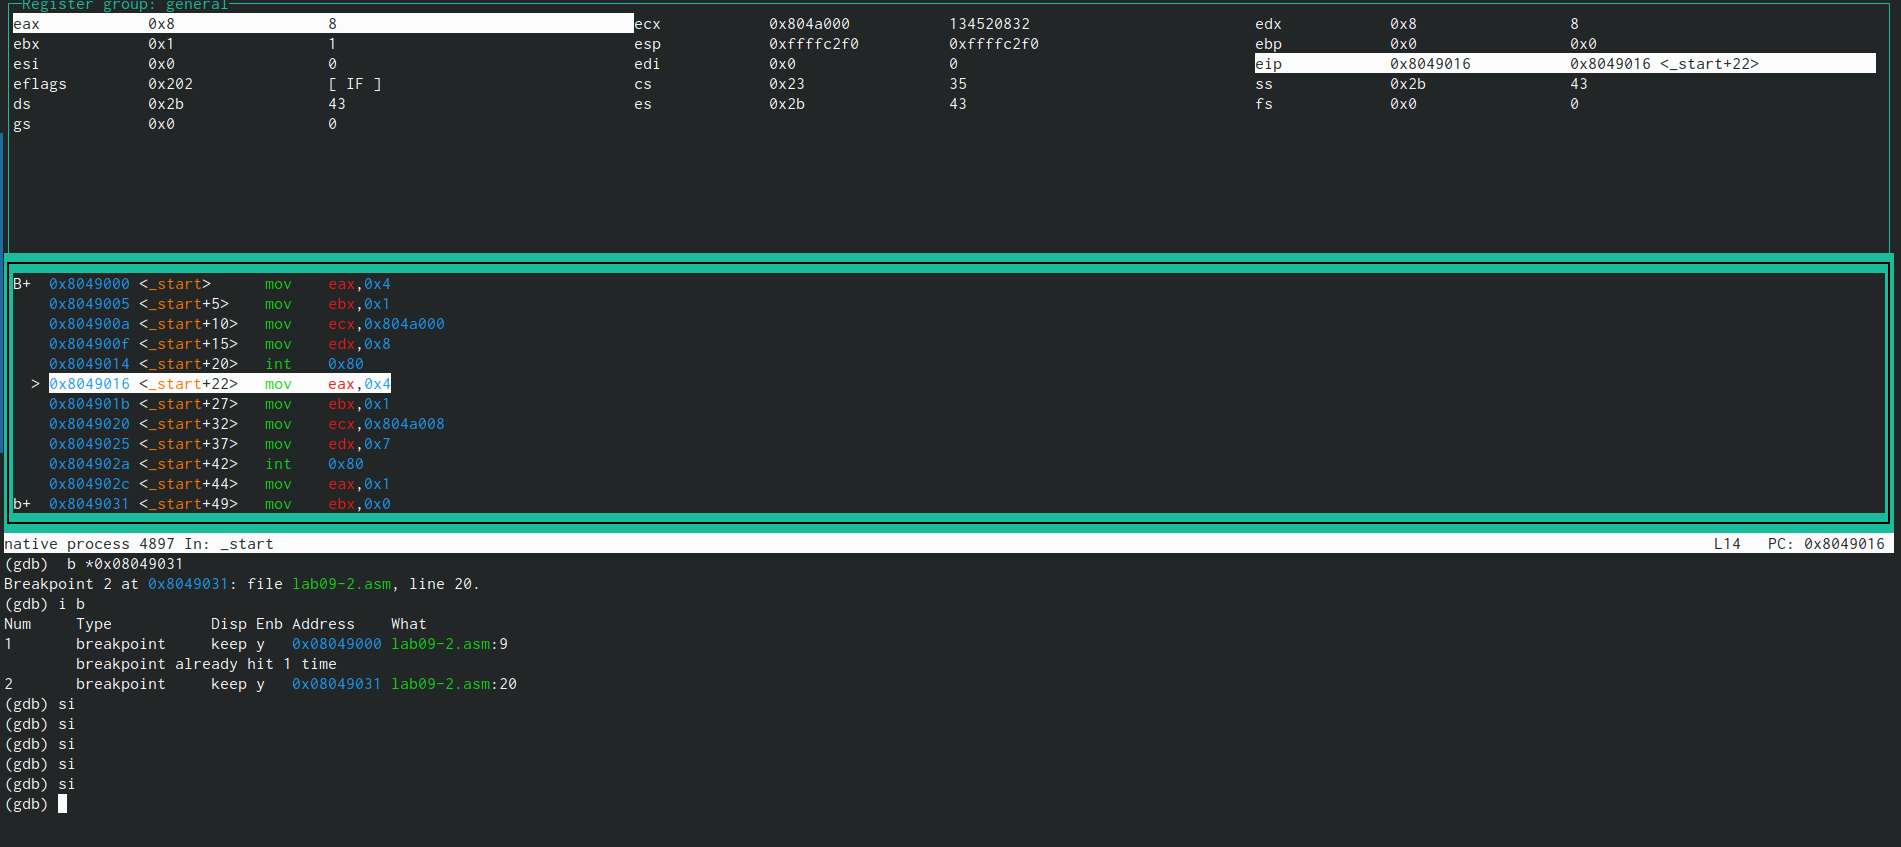 Register group: general
eax 0x8 8 ecx 0x804a000 134520832 edx 0x8 8
ebx 0x1 1 esp 0xffffc2f0 0xffffc2f0 ebp 0x0 0x0
esi 0x0 0 edi 0x0 0 eip 0x8049016 0x8049016 <_start+22>
eflags 0x202 [ IF ] cs 0x23 35 ss 0x2b 43
ds 0x2b 43 es 0x2b 43 fs 0x0 0
gs 0x0 0
B+ 0x8049000 <_start> mov eax,0x4
0x8049005 <_start+5> mov ebx,0x1
0x804900a <_start+10> mov ecx,0x804a000
0x804900f <_start+15> mov edx,0x8
0x8049014 <_start+20> int 0x80
> 0x8049016 <_start+22> mov eax,0x4
0x804901b <_start+27> mov ebx,0x1
0x8049020 <_start+32> mov ecx,0x804a008
0x8049025 <_start+37> mov edx,0x7
0x804902a <_start+42> int 0x80
0x804902c <_start+44> mov eax,0x1
b+ 0x8049031 <_start+49> mov ebx,0x0
native process 4897 In: _start L14 PC: 0x8049016
(gdb)  b *0x08049031
Breakpoint 2 at 0x8049031: file lab09-2.asm, line 20.
(gdb) i b
Num Type Disp Enb Address What
1 breakpoint keep y 0x08049000 lab09-2.asm:9
breakpoint already hit 1 time
2 breakpoint keep y 0x08049031 lab09-2.asm:20
(gdb) si
(gdb) si
(gdb) si
(gdb) si
(gdb) si
(gdb)